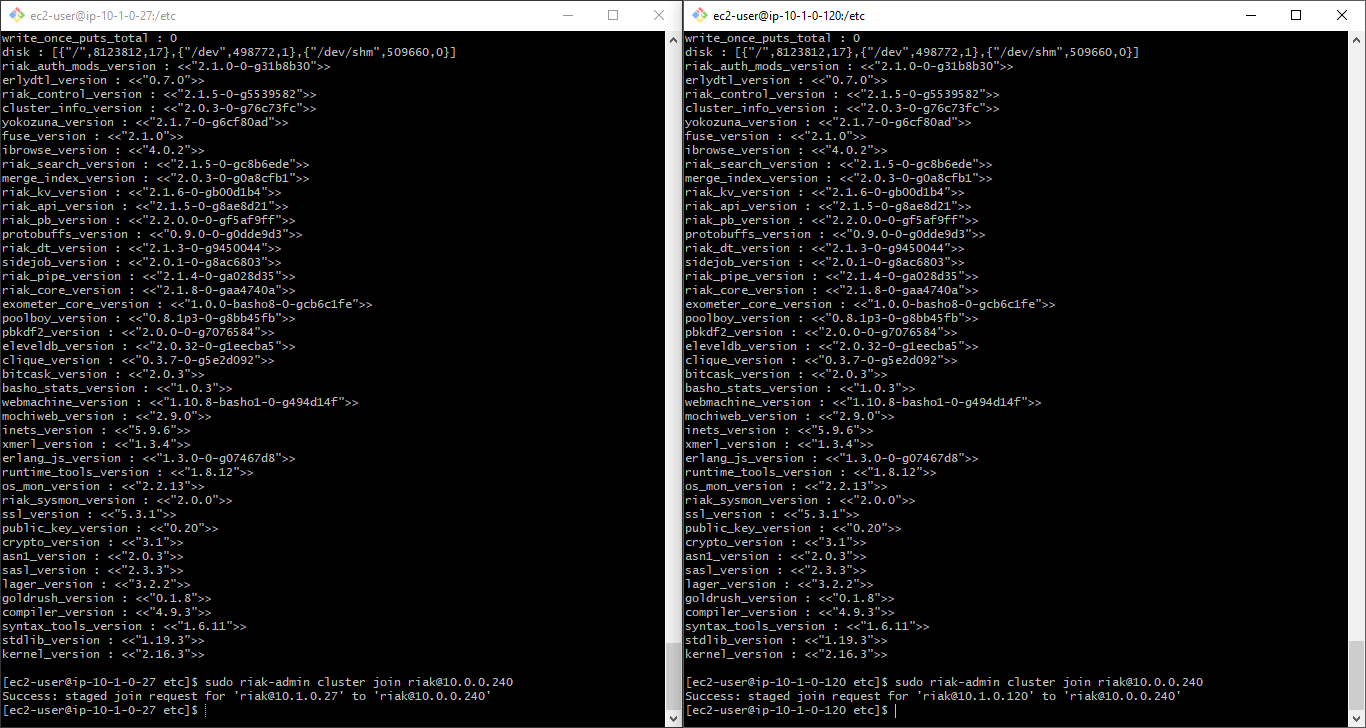 ec2-user@ip-10-1-0-27:/etc
write_once_puts_total : 0
disk : [{"/",8123812,17},{"/dev",498772,1},{"/dev/shm",509660,0}]
riak_auth_mods_version : <<"2.1.0-0-g31b8b30">>
erlydtl_version : <<"0.7.0">>
riak_control_version : <<"2.1.5-0-g5539582">>
cluster_info_version : <<"2.0.3-0-g76c73fc">>
yokozuna_version : <<"2.1.7-0-g6cf80ad">>
fuse_version : <<"2.1.0">>
ibrowse_version : <<"4.0.2">>
riak_search_version : <<"2.1.5-0-gc8b6ede">>
merge_index_version : <<"2.0.3-0-g0a8cfb1">>
riak_kv_version : <<"2.1.6-0-gb00d1b4">>
riak_api_version : <<"2.1.5-0-g8ae8d21">>
riak_pb_version : <<"2.2.0.0-0-gf5af9ff">>
protobuffs_version : <<"0.9.0-0-g0dde9d3">>
riak_dt_version : <<"2.1.3-0-g9450044">>
sidejob_version : <<"2.0.1-0-g8ac6803">>
riak_pipe_version : <<"2.1.4-0-ga028d35">>
riak_core_version : <<"2.1.8-0-gaa4740a">>
exometer_core_version : <<"1.0.0-basho8-0-gcb6c1fe">>
poolboy_version : <<"0.8.1p3-0-g8bb45fb">>
pbkdf2_version : <<"2.0.0-0-g7076584">>
eleveldb_version : <<"2.0.32-0-g1eecba5">>
clique_version : <<"0.3.7-0-g5e2d092">>
bitcask_version : <<"2.0.3">>
basho_stats_version : <<"1.0.3">>
webmachine_version : <<"1.10.8-basho1-0-g494d14f">>
mochiweb_version : <<"2.9.0">>
inets_version : <<"5.9.6">>
xmerl_version : <<"1.3.4">>
erlang_js_version : <<"1.3.0-0-g07467d8">>
runtime_tools_version : <<"1.8.12">>
os_mon_version : <<"2.2.13">>
riak_sysmon_version : <<"2.0.0">>
ssl_version : <<"5.3.1">>
public_key_version : <<"0.20">>
crypto_version : <<"3.1">>
asn1_version : <<"2.0.3">>
sasl_version : <<"2.3.3">>
lager_version : <<"3.2.2">>
goldrush_version : <<"0.1.8">>
compiler_version : <<"4.9.3">>
syntax_tools_version : <<"1.6.11">>
stdlib_version : <<"1.19.3">>
kernel_version : <<"2.16.3">>
[ec2-user@ip-10-1-0-27 etc]$ sudo riak-admin cluster join riak@10.0.0.240
Success: staged join request for 'riak@10.1.0.27' to 'riak@10.0.0.240'
[ec2-user@ip-10-1-0-27 etc]$
ec2-user@ip-10-1-0-120:/etc
write_once_puts_total : 0
disk : [{"/",8123812,17},{"/dev",498772,1},{"/dev/shm",509660,0}]
riak_auth_mods_version : <<"2.1.0-0-g31b8b30">>
erlydtl_version : <<"0.7.0">>
riak_control_version : <<"2.1.5-0-g5539582">>
cluster_info_version : <<"2.0.3-0-g76c73fc">>
yokozuna_version : <<"2.1.7-0-g6cf80ad">>
fuse_version : <<"2.1.0">>
ibrowse_version : <<"4.0.2">>
riak_search_version : <<"2.1.5-0-gc8b6ede">>
merge_index_version : <<"2.0.3-0-g0a8cfb1">>
riak_kv_version : <<"2.1.6-0-gb00d1b4">>
riak_api_version : <<"2.1.5-0-g8ae8d21">>
riak_pb_version : <<"2.2.0.0-0-gf5af9ff">>
protobuffs_version : <<"0.9.0-0-g0dde9d3">>
riak_dt_version : <<"2.1.3-0-g9450044">>
sidejob_version : <<"2.0.1-0-g8ac6803">>
riak_pipe_version : <<"2.1.4-0-ga028d35">>
riak_core_version : <<"2.1.8-0-gaa4740a">>
exometer_core_version : <<"1.0.0-basho8-0-gcb6c1fe">>
poolboy_version : <<"0.8.1p3-0-g8bb45fb">>
pbkdf2_version : <<"2.0.0-0-g7076584">>
eleveldb_version : <<"2.0.32-0-g1eecba5">>
clique_version : <<"0.3.7-0-g5e2d092">>
bitcask_version : <<"2.0.3">>
basho_stats_version : <<"1.0.3">>
webmachine_version : <<"1.10.8-basho1-0-g494d14f">>
mochiweb_version : <<"2.9.0">>
inets_version : <<"5.9.6">>
xmerl_version : <<"1.3.4">>
erlang_js_version : <<"1.3.0-0-g07467d8">>
runtime_tools_version : <<"1.8.12">>
os_mon_version : <<"2.2.13">>
riak_sysmon_version : <<"2.0.0">>
ssl_version : <<"5.3.1">>
public_key_version : <<"0.20">>
crypto_version : <<"3.1">>
asn1_version : <<"2.0.3">>
sasl_version : <<"2.3.3">>
lager_version : <<"3.2.2">>
goldrush_version : <<"0.1.8">>
compiler_version : <<"4.9.3">>
syntax_tools_version : <<"1.6.11">>
stdlib_version : <<"1.19.3">>
kernel_version : <<"2.16.3">>
[ec2-user@ip-10-1-0-120 etc]$ sudo riak-admin cluster join riak@10.0.0.240
Success: staged join request for 'riak@10.1.0.120' to 'riak@10.0.0.240'
[ec2-user@ip-10-1-0-120 etc]$